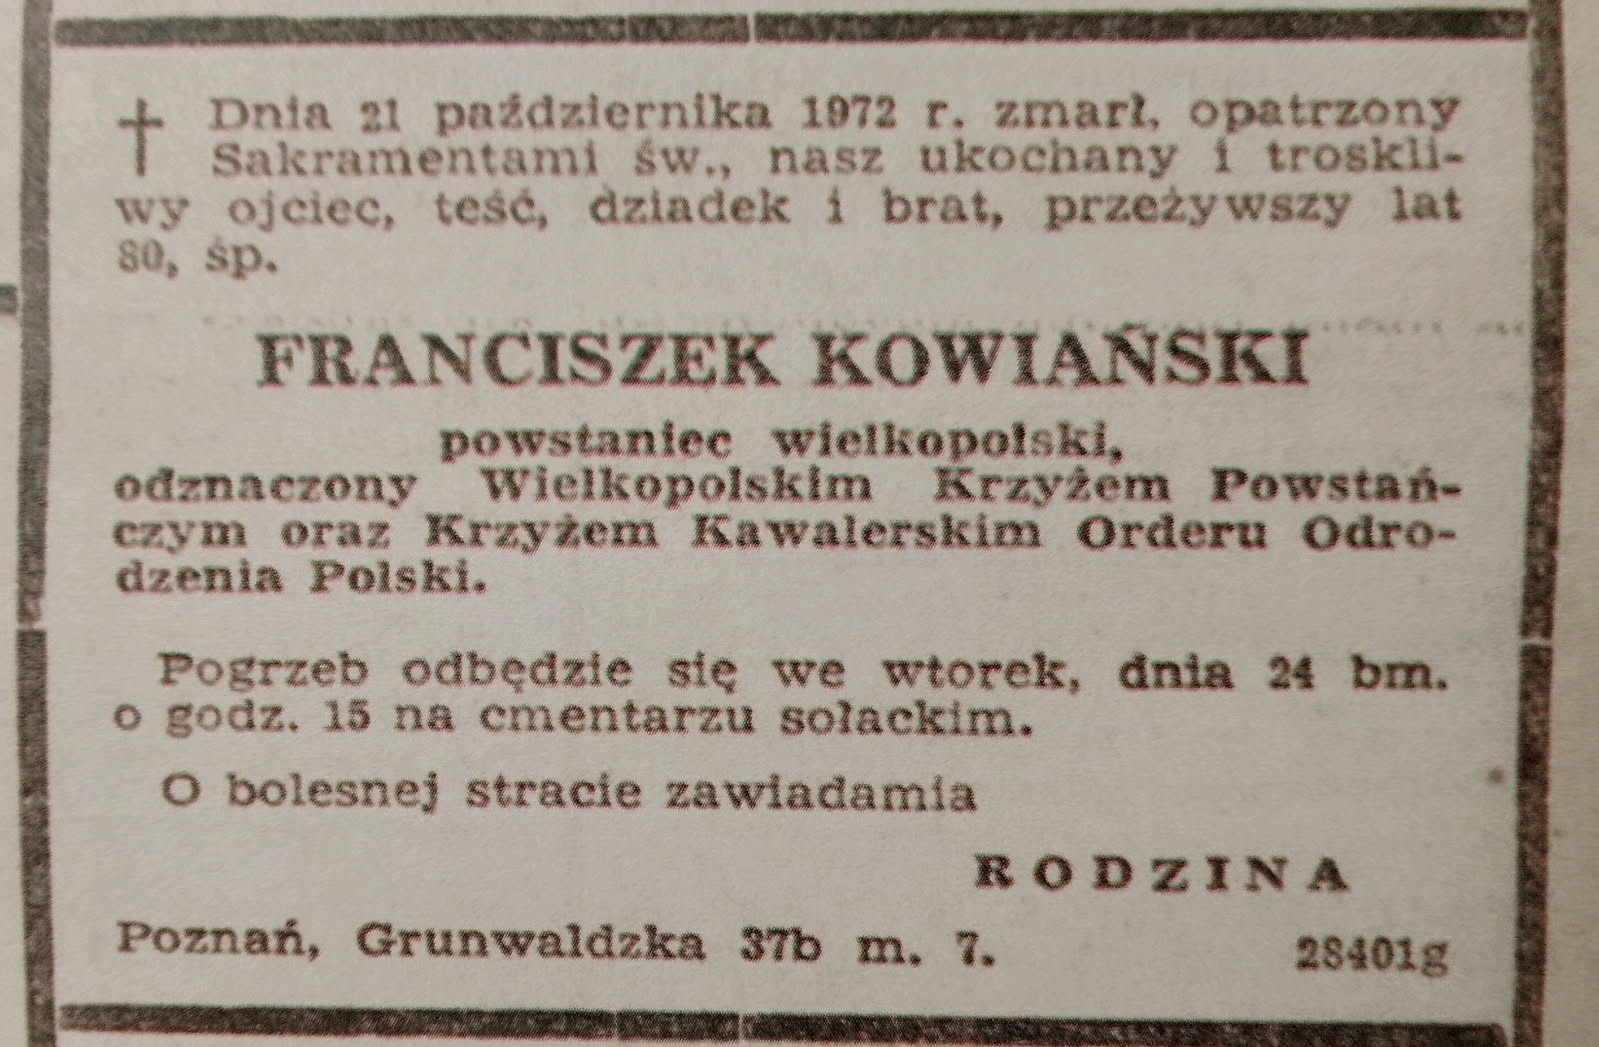 † Dnia 21 października 1972 r. zmarł, opatrzony
Sakramentami św., nasz ukochany i troskli-
wy ojciec, teść, dziadek i brat, przeżywszy lat
80, śp.
FRANCISZEK KOWIAŃSKI
powstaniec wielkopolski,
odznaczony Wielkopolskim Krzyżem Powstań-
czym oraz Krzyżem Kawalerskim Orderu Odro-
dzenia Polski.
Pogrzeb odbędzie się we wtorek, dnia 24 bm.
o godz. 15 na cmentarzu sołackim.
O bolesnej stracie zawiadamia
RODZINA
Poznań, Grunwaldzka 37b m. 7. 28401g